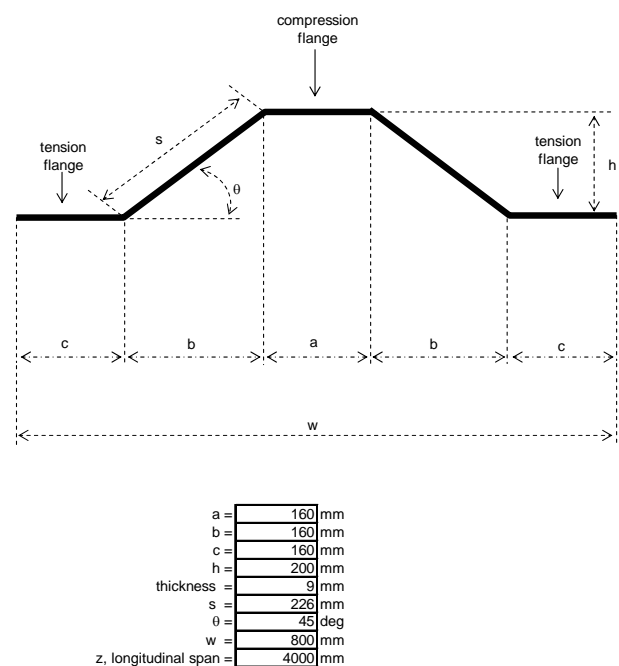 compression
flange
s
tension
flange
tension
flange
h
θ
c
b
a
b
c
w
a = 160 mm
b = 160 mm
c = 160 mm
h = 200 mm
thickness = 9 mm
s = 226 mm
θ = 45 deg
w = 800 mm
z, longitudinal span = 4000 mm